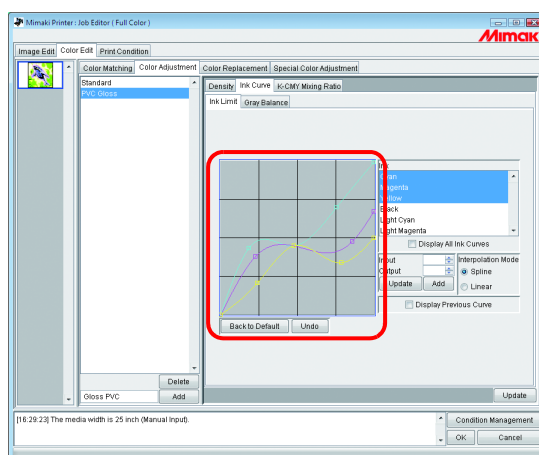 Mimaki Printer : Job Editor ( Full Color )
Mimaki
Image Edit Color Edit Print Condition
Color Matching Color Adjustment Color Replacement Special Color Adjustment
Standard
PVC Gloss
Density Ink Curve K-CMY Mixing Ratio
Ink Limit Gray Balance
Ink
Cyan
Magenta
Yellow
Black
Light Cyan
Light Magenta
Display All Ink Curves
Input
Output
Update Add
Interpolation Mode
Spline
Linear
Display Previous Curve
Back to Default Undo
Delete
Gloss PVC Add
Update
[16:29:23] The media width is 25 inch (Manual Input).
Condition Management
OK Cancel